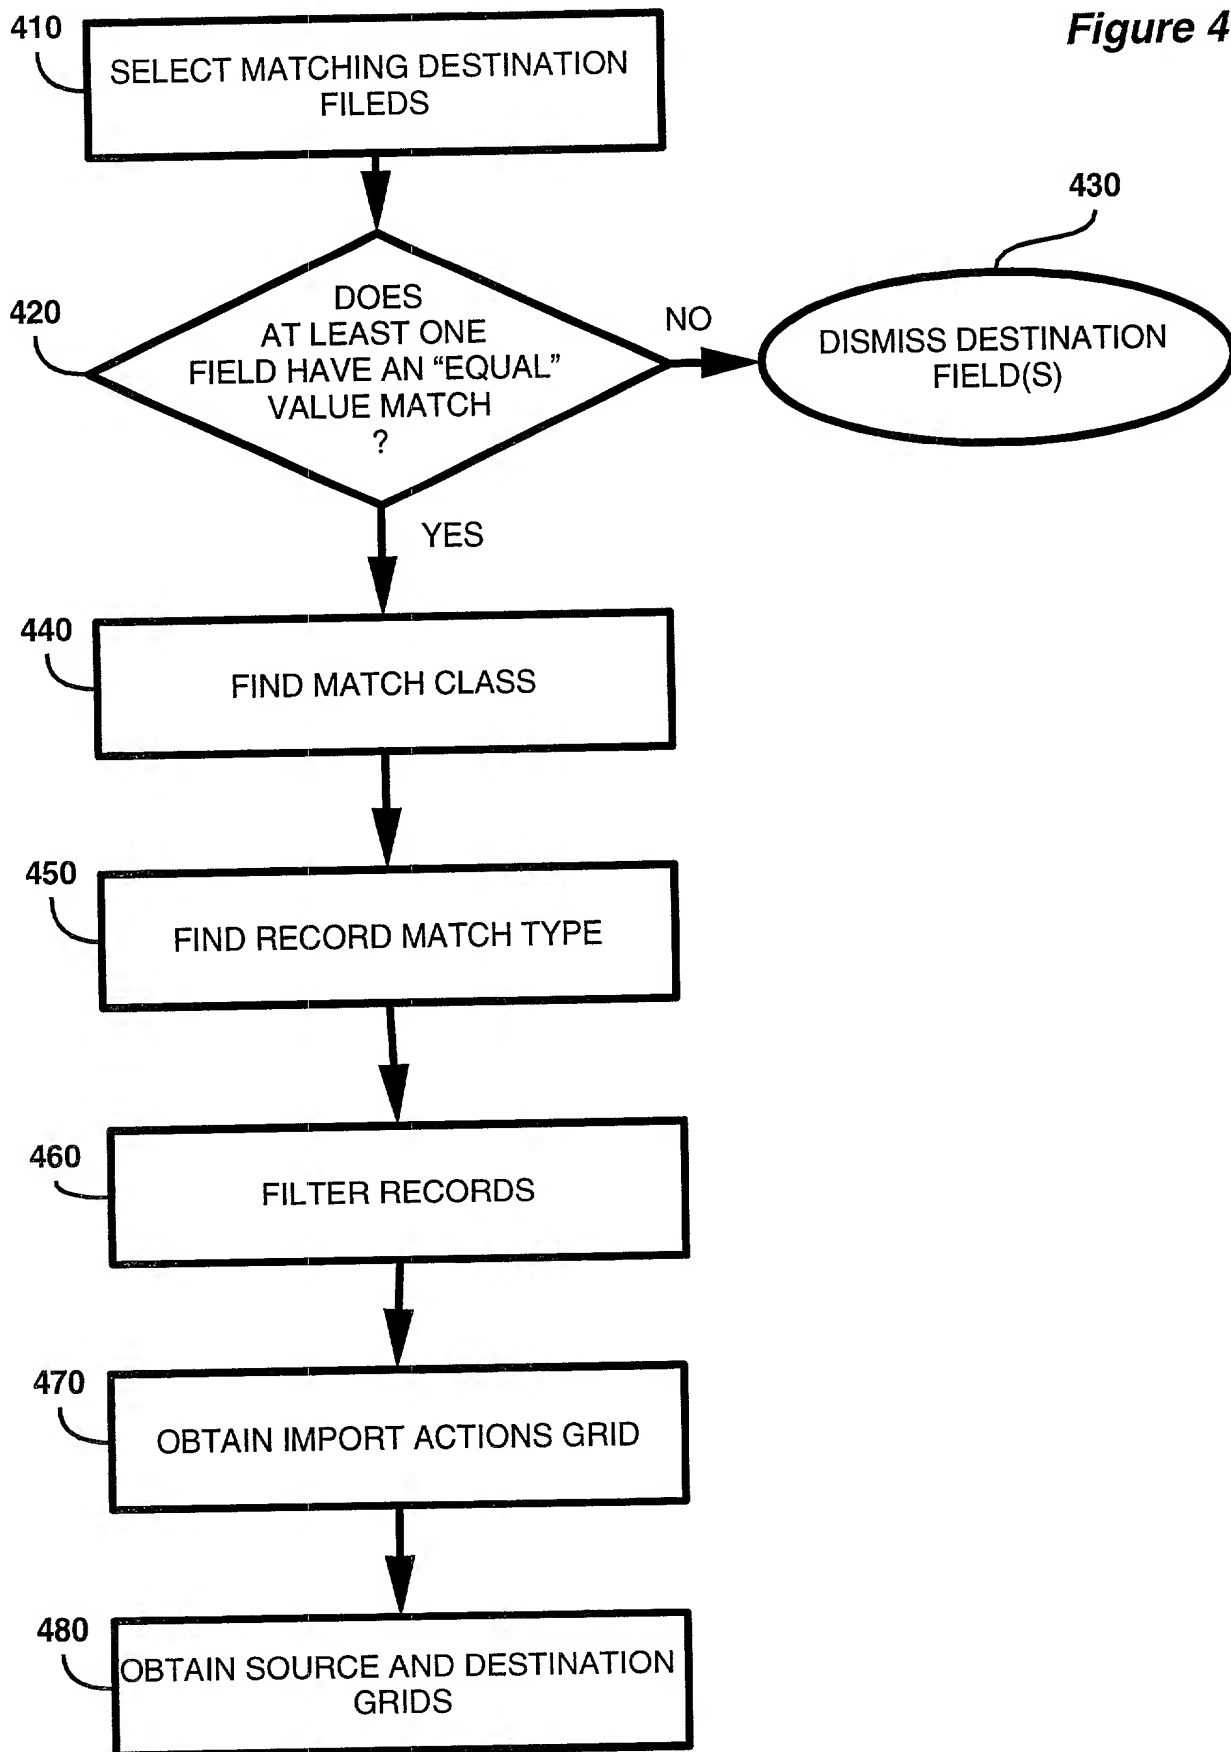 Figure 4
410
SELECT MATCHING DESTINATION
FILEDS
420
DOES
AT LEAST ONE
FIELD HAVE AN “EQUAL”
VALUE MATCH
?
NO
430
DISMISS DESTINATION
FIELD(S)
YES
440
FIND MATCH CLASS
450
FIND RECORD MATCH TYPE
460
FILTER RECORDS
470
OBTAIN IMPORT ACTIONS GRID
480
OBTAIN SOURCE AND DESTINATION
GRIDS